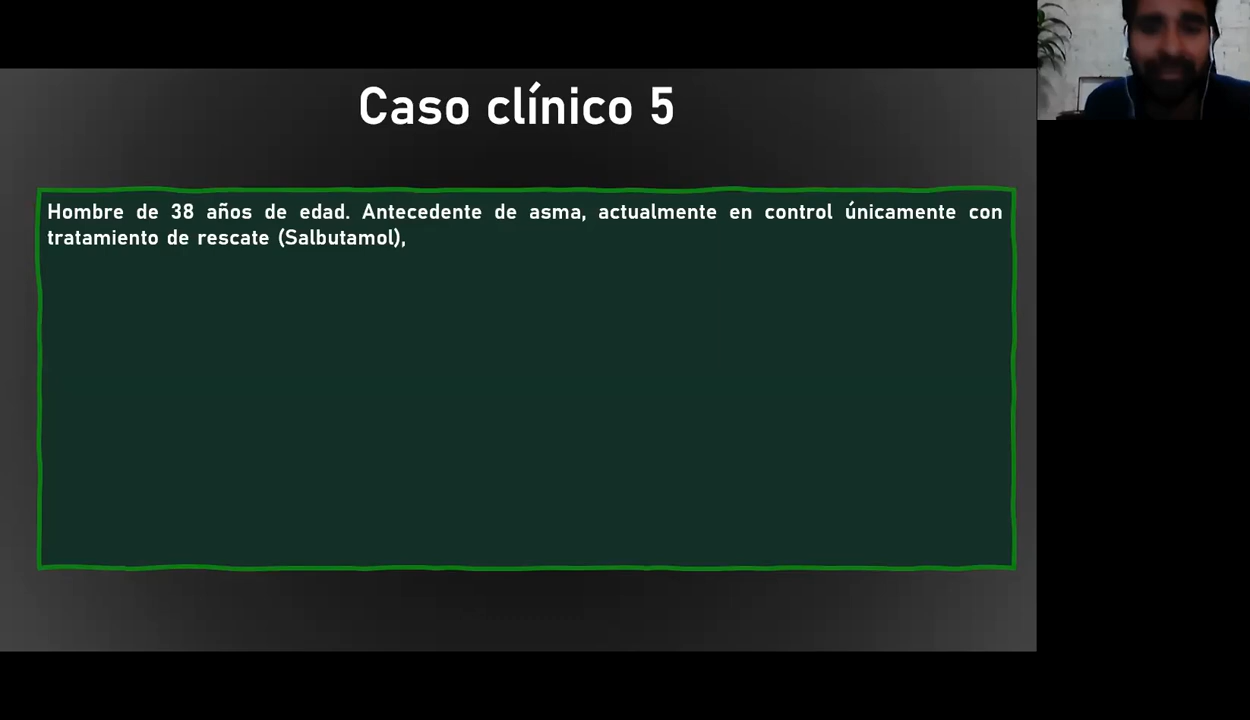 Caso clínico 5
Hombre de 38 años de edad. Antecedente de asma, actualmente en control únicamente con
tratamiento de rescate (Salbutamol),